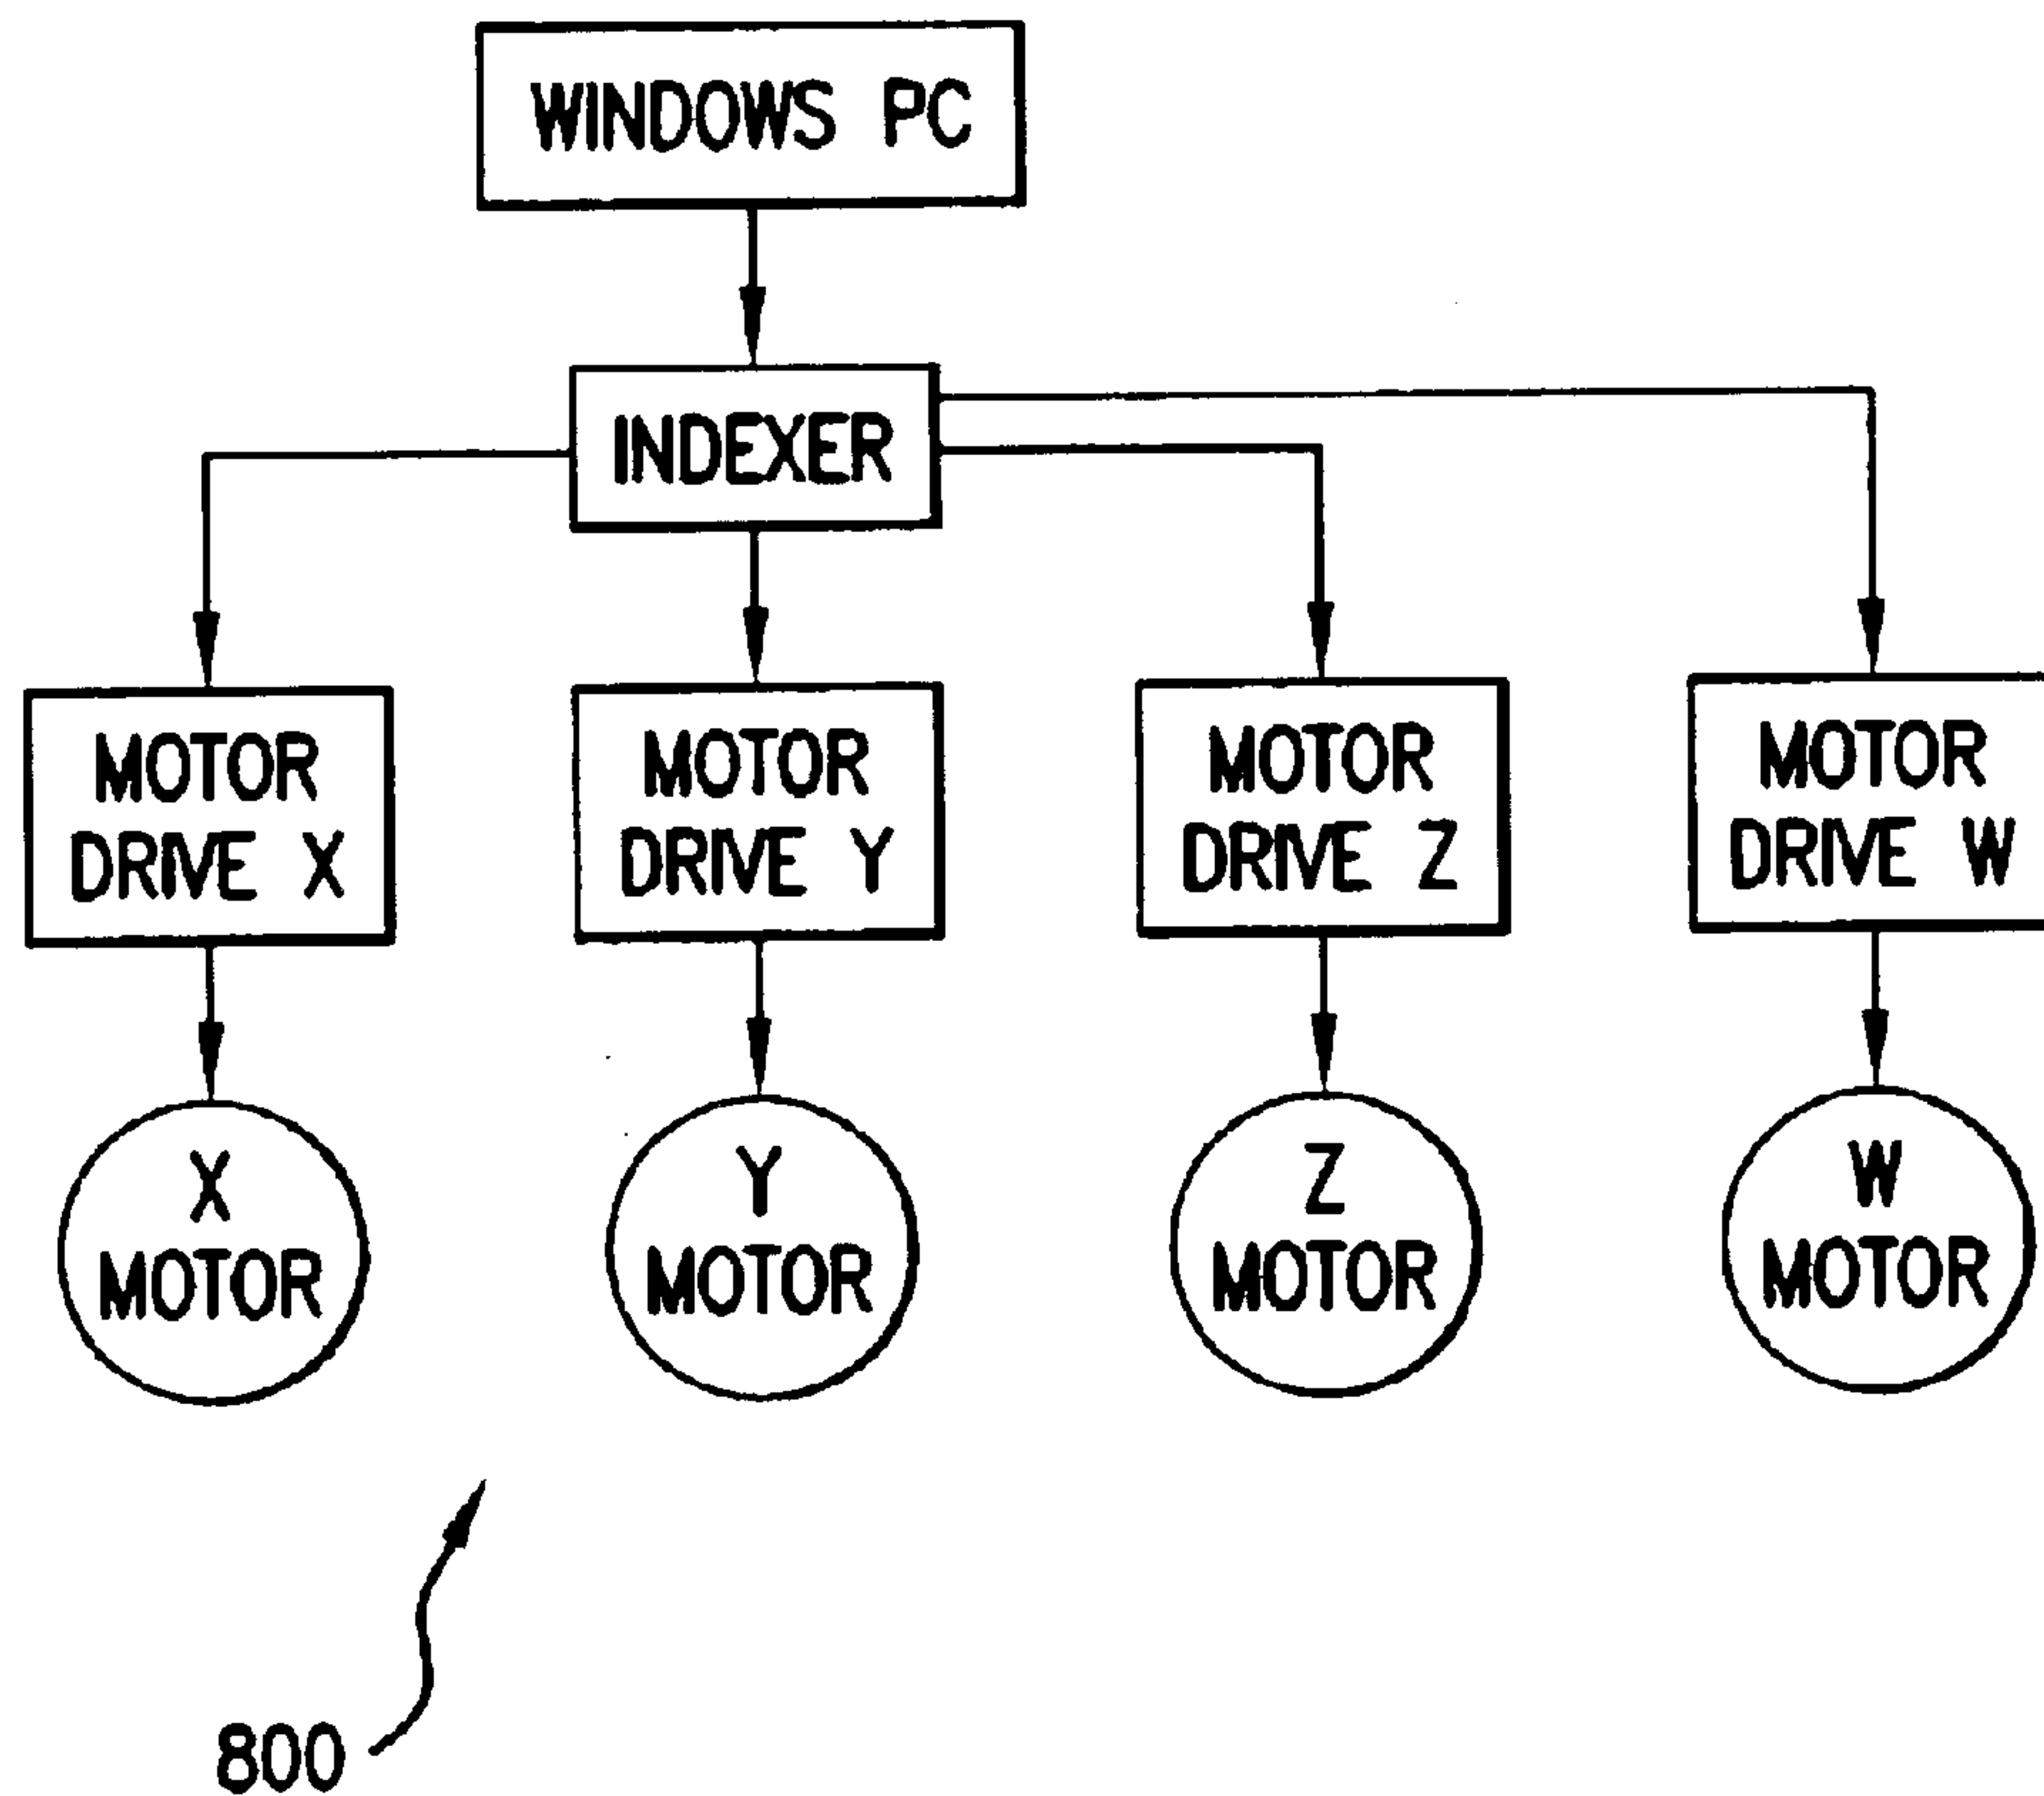 WINDOWS PC
INDEXER
MOTOR
DRIVE X
MOTOR
DRIVE Y
MOTOR
DRIVE Z
MOTOR
DRIVE W
X
MOTOR
Y
MOTOR
Z
MOTOR
W
MOTOR
800